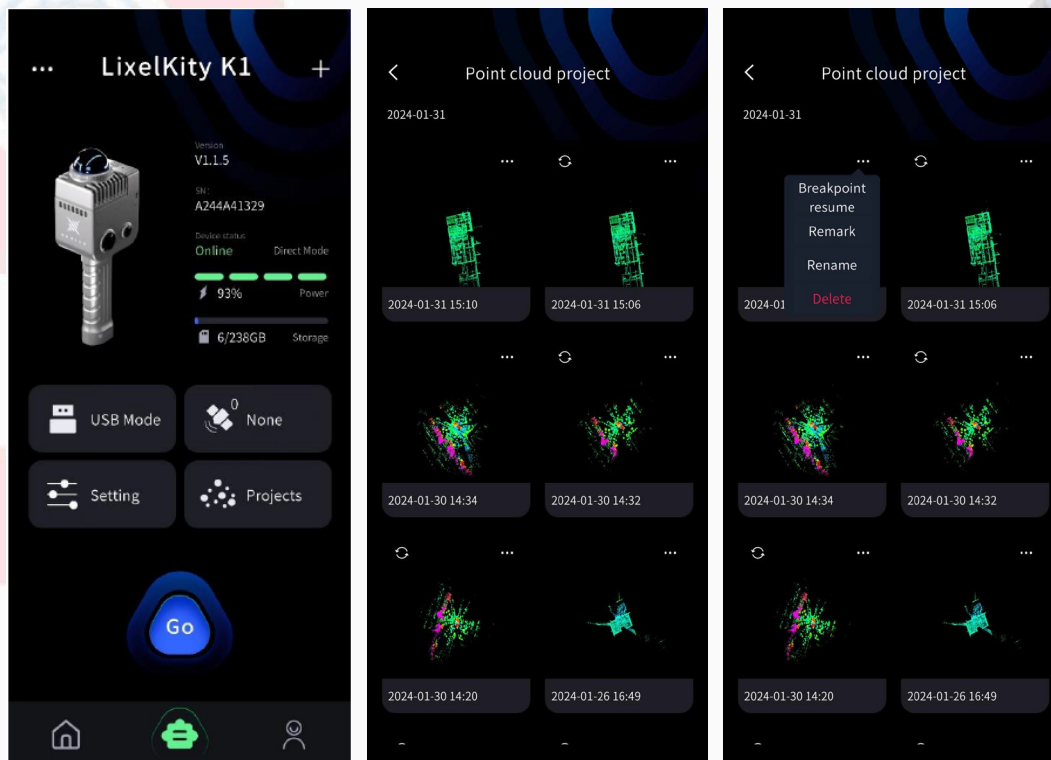 LixelKity K1
Version
V1.1.5
SN:
A244A41329
Device status
Online Direct Mode
93% Power
6/238GB Storage
USB Mode
0
None
Setting
Projects
Go
Point cloud project
2024-01-31
2024-01-31 15:10
2024-01-31 15:06
2024-01-30 14:34
2024-01-30 14:32
2024-01-30 14:20
2024-01-26 16:49
Point cloud project
2024-01-31
Breakpoint
resume
Remark
Rename
Delete
2024-01
2024-01-31 15:06
2024-01-30 14:34
2024-01-30 14:32
2024-01-30 14:20
2024-01-26 16:49